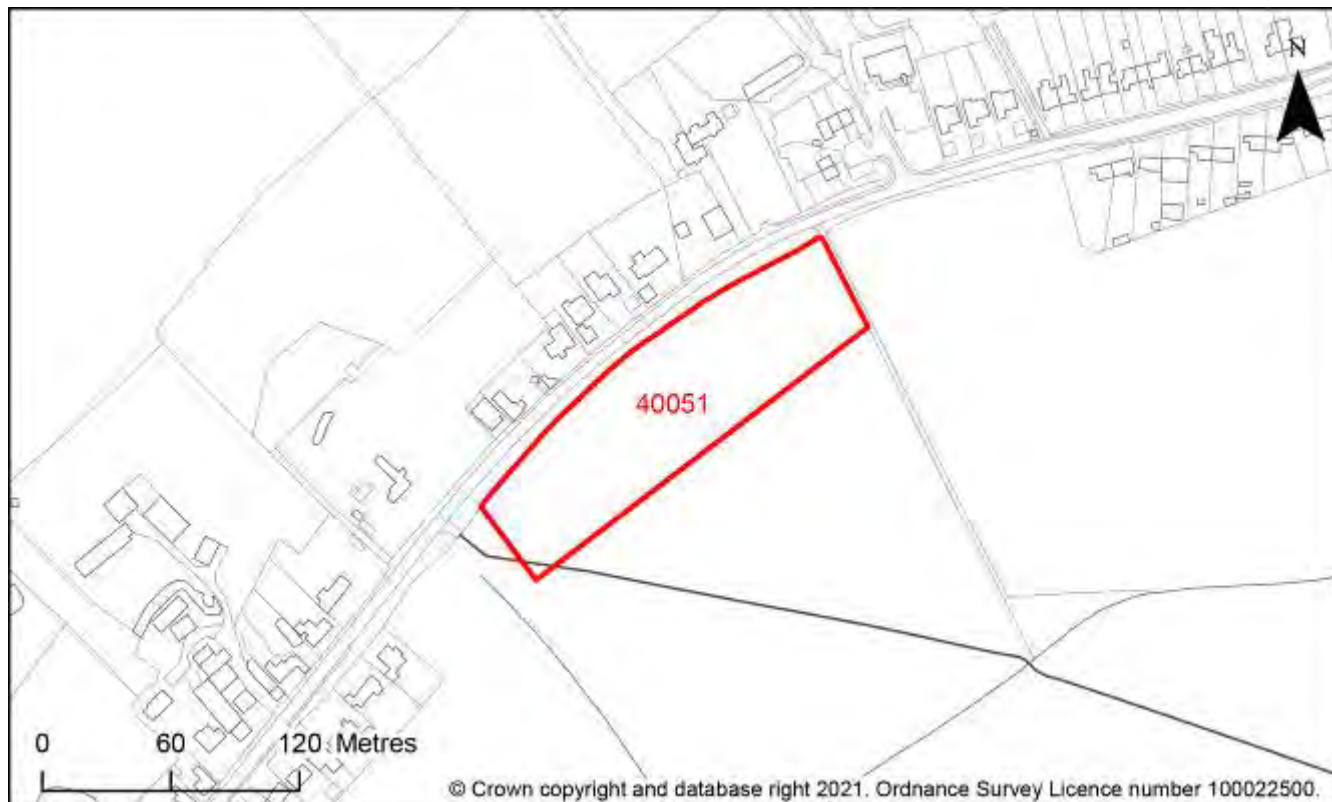 N
40051
0 60 120 Metres
© Crown copyright and database right 2021. Ordnance Survey Licence number 100022500.